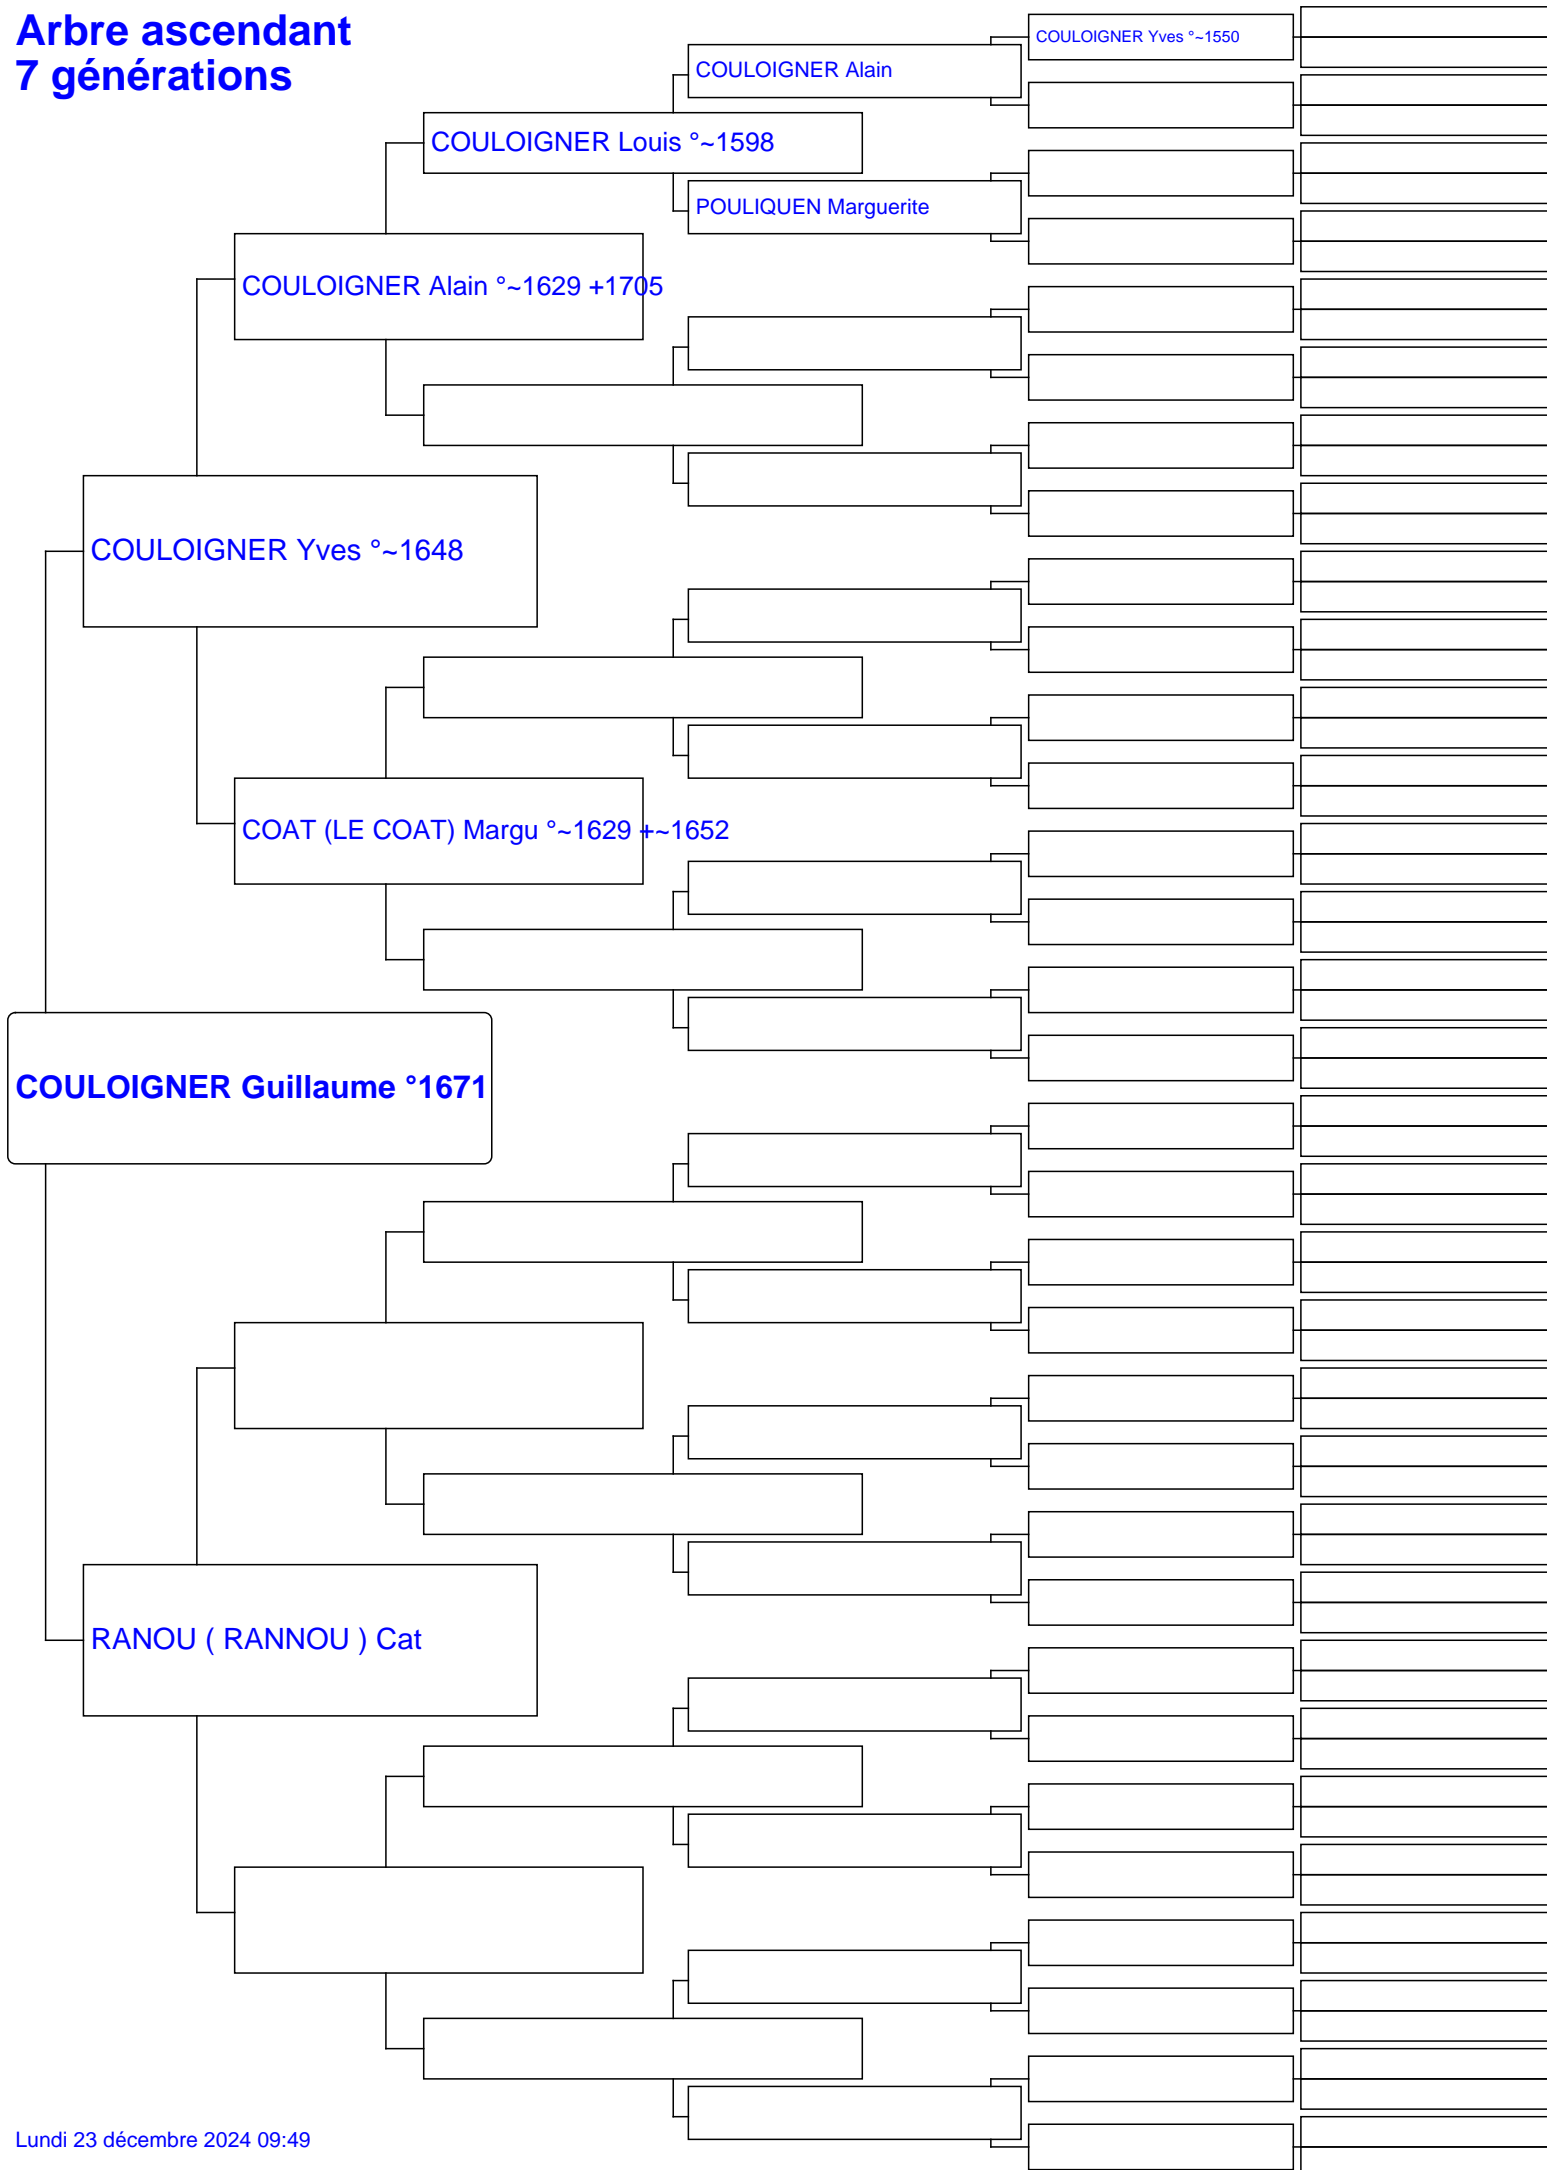 Arbre ascendant
7 générations
COULOIGNER Yves °~1550
COULOIGNER Alain
COULOIGNER Louis °~1598
POULIQUEN Marguerite
COULOIGNER Alain °~1629 +1705
COULOIGNER Yves °~1648
COAT (LE COAT) Margu °~1629 +~1652
COULOIGNER Guillaume °1671
RANOU ( RANNOU ) Cat
Lundi 23 décembre 2024 09:49